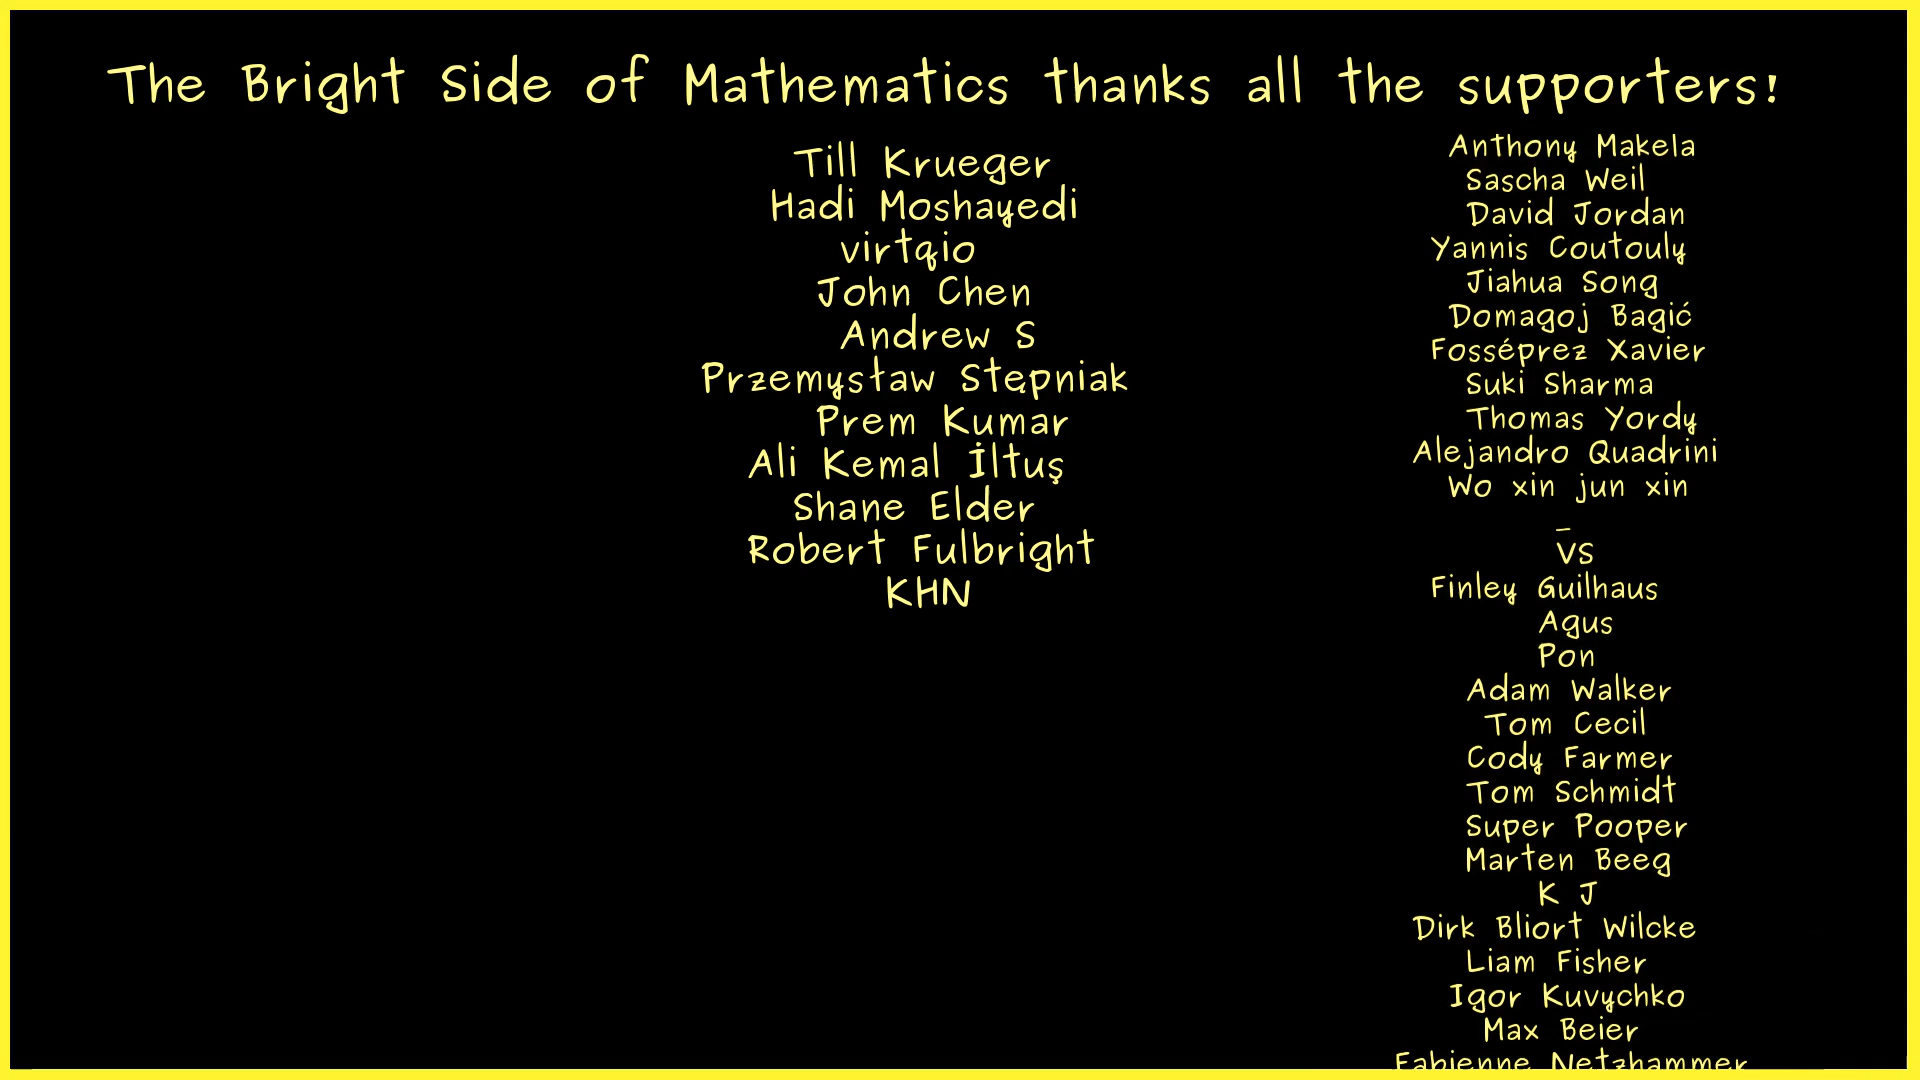 The Bright Side of Mathematics thanks all the supporters!
Till Krueger
Hadi Moshayedi
virtqio
John Chen
Andrew S
Przemysław Stępniak
Prem Kumar
Ali Kemal İltuş
Shane Elder
Robert Fulbright
KHN
Anthony Makela
Sascha Weil
David Jordan
Yannis Coutouly
Jiahua Song
Domagoj Bagić
Fosséprez Xavier
Suki Sharma
Thomas Yordy
Alejandro Quadrini
Wo xin jun xin
_
VS
Finley Guilhaus
Agus
Pon
Adam Walker
Tom Cecil
Cody Farmer
Tom Schmidt
Super Pooper
Marten Beeg
K J
Dirk Bliort Wilcke
Liam Fisher
Igor Kuvychko
Max Beier
Fabienne Netzhammer